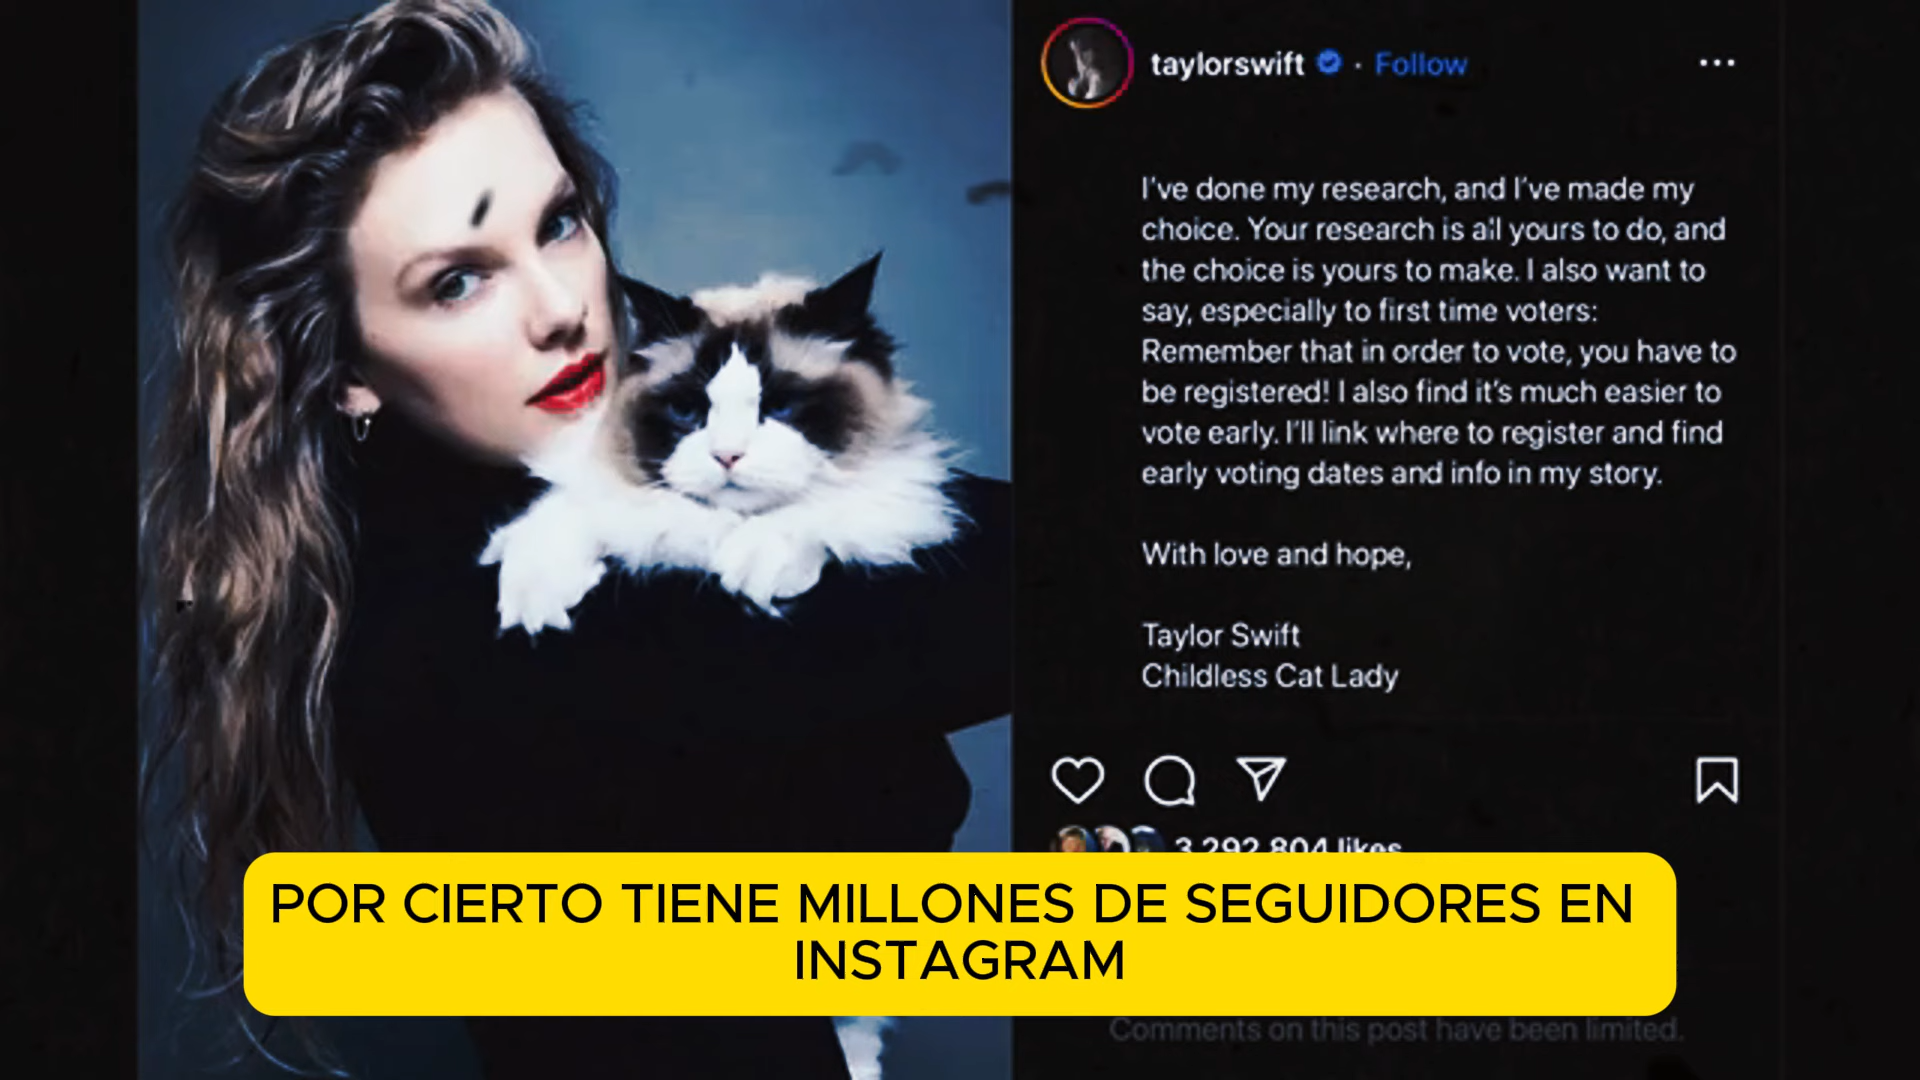 taylorswift · Follow
I've done my research, and I've made my
choice. Your research is all yours to do, and
the choice is yours to make. I also want to
say, especially to first time voters:
Remember that in order to vote, you have to
be registered! I also find it's much easier to
vote early. I'll link where to register and find
early voting dates and info in my story.
With love and hope,
Taylor Swift
Childless Cat Lady
3,292,804 likes
POR CIERTO TIENE MILLONES DE SEGUIDORES EN
INSTAGRAM
Comments on this post have been limited.